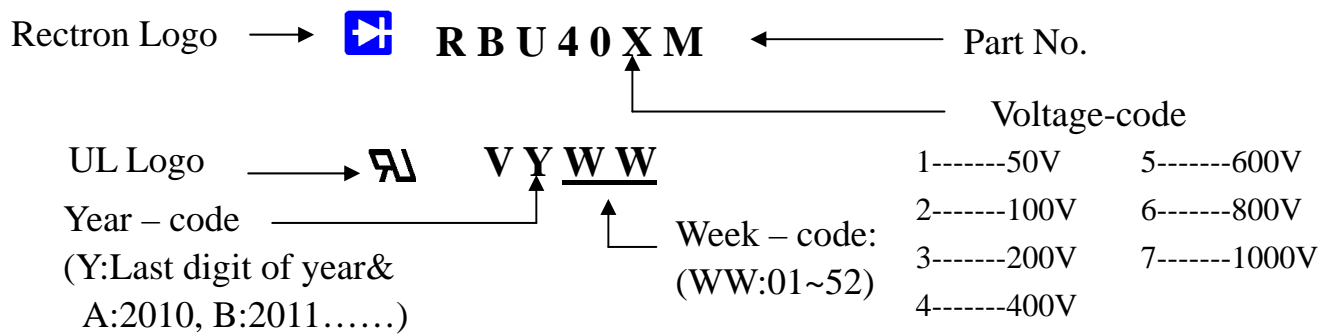 Rectron Logo R B U 4 0 X M Part No.
Voltage-code
UL Logo V Y W W
1-------50V 5-------600V
Year – code
2-------100V 6-------800V
Week – code:
(Y:Last digit of year&
3-------200V 7-------1000V
(WW:01~52)
A:2010, B:2011……)
4-------400V